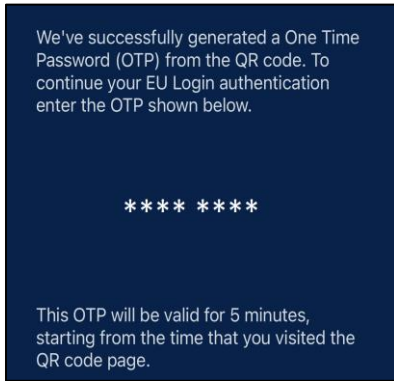 We've successfully generated a One Time
Password (OTP) from the QR code. To
continue your EU Login authentication
enter the OTP shown below.
**** ****
This OTP will be valid for 5 minutes,
starting from the time that you visited the
QR code page.